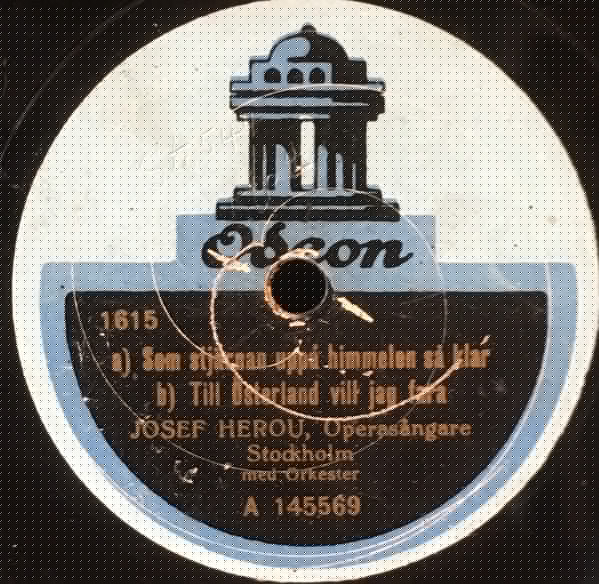 Odeon
1615
a) Som stjärnan uppå himmelen så klar
b) Till Österland vill jag fara
JOSEF HEROU, Operasångare
Stockholm
med Orkester
A 145569